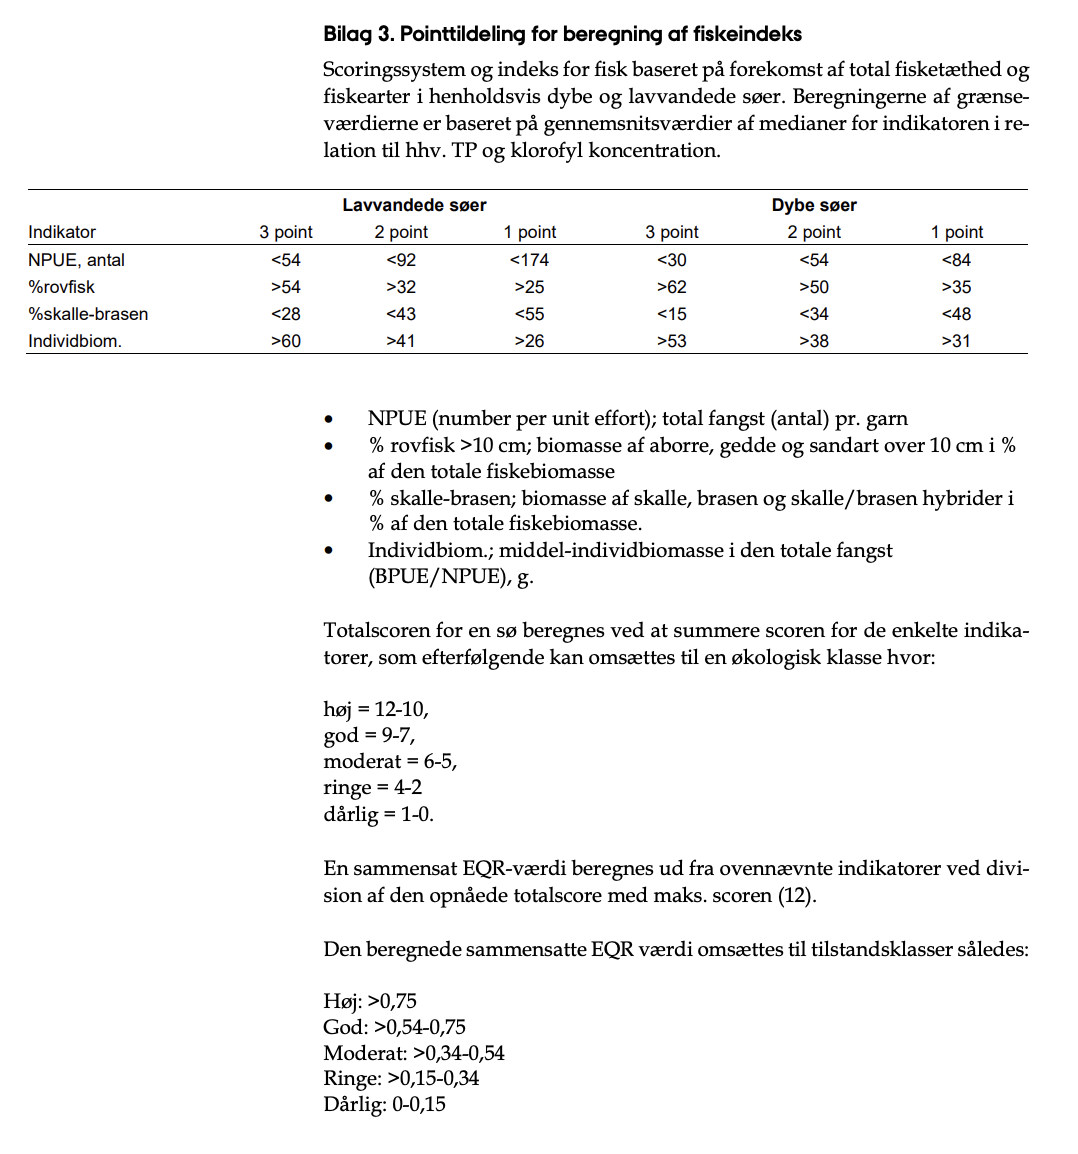 Bilag 3. Pointtildeling for beregning af fiskeindeks
Scoringssystem og indeks for fisk baseret på forekomst af total fisketæthed og
fiskearter i henholdsvis dybe og lavvandede søer. Beregningerne af grænse-
værdierne er baseret på gennemsnitsværdier af medianer for indikatoren i re-
lation til hhv. TP og klorofyl koncentration.
Lavvandede søer Dybe søer
Indikator 3 point 2 point 1 point 3 point 2 point 1 point
NPUE, antal <54 <92 <174 <30 <54 <84
%rovfisk >54 >32 >25 >62 >50 >35
%skalle-brasen <28 <43 <55 <15 <34 <48
Individbiom. >60 >41 >26 >53 >38 >31
• NPUE (number per unit effort); total fangst (antal) pr. garn
• % rovfisk >10 cm; biomasse af aborre, gedde og sandart over 10 cm i %
af den totale fiskebiomasse
• % skalle-brasen; biomasse af skalle, brasen og skalle/brasen hybrider i
% af den totale fiskebiomasse.
• Individbiom.; middel-individbiomasse i den totale fangst
(BPUE/NPUE), g.
Totalscoren for en sø beregnes ved at summere scoren for de enkelte indika-
torer, som efterfølgende kan omsættes til en økologisk klasse hvor:
høj = 12-10,
god = 9-7,
moderat = 6-5,
ringe = 4-2
dårlig = 1-0.
En sammensat EQR-værdi beregnes ud fra ovennævnte indikatorer ved divi-
sion af den opnåede totalscore med maks. scoren (12).
Den beregnede sammensatte EQR værdi omsættes til tilstandsklasser således:
Høj: >0,75
God: >0,54-0,75
Moderat: >0,34-0,54
Ringe: >0,15-0,34
Dårlig: 0-0,15